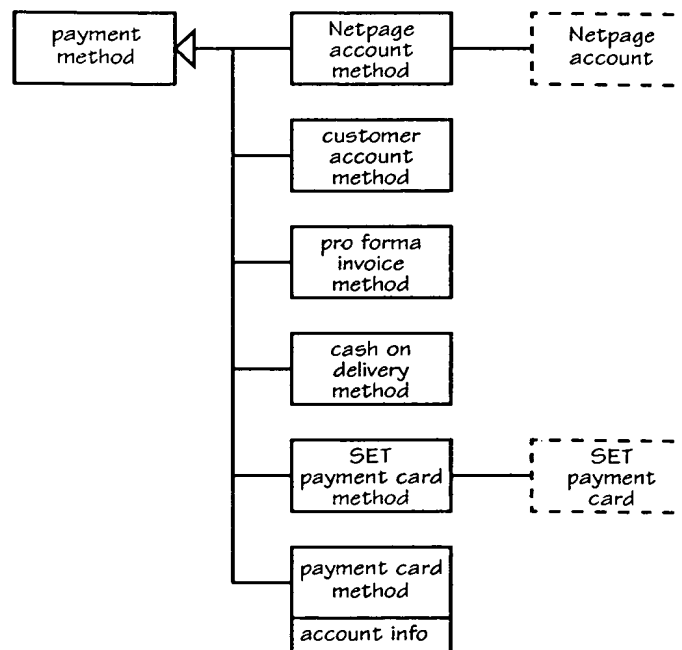 payment
method
Netpage
account
method
Netpage
account
customer
account
method
pro forma
invoice
method
cash on
delivery
method
SET
payment card
method
SET
payment
card
payment card
method
account info